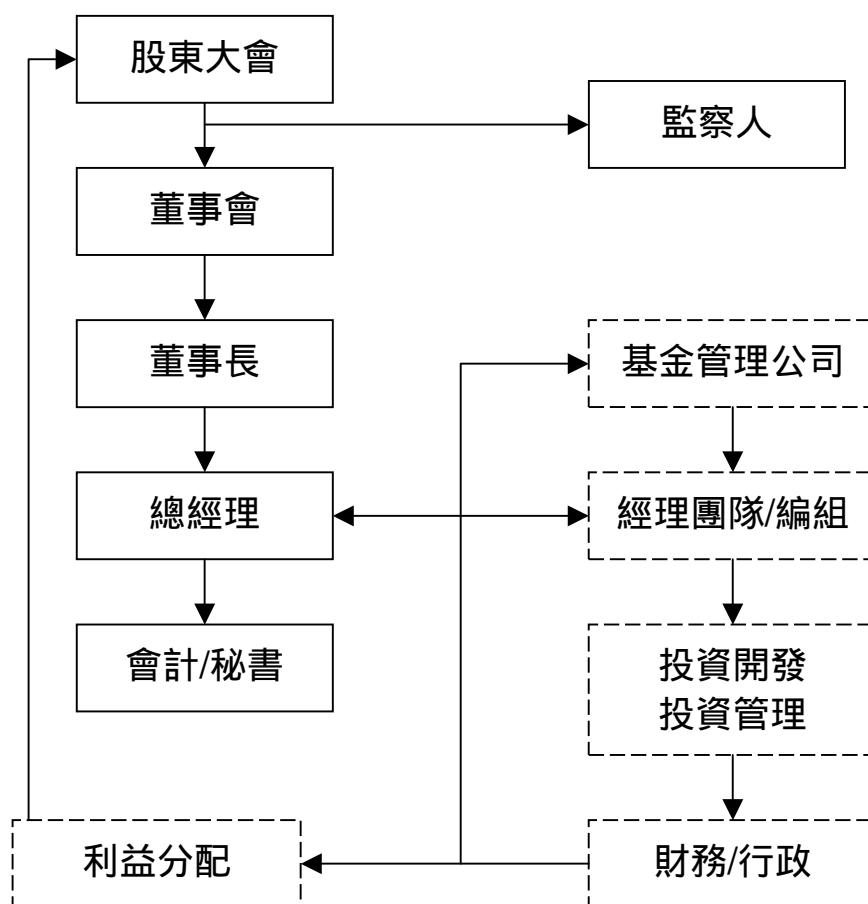 股東大會
監察人
董事會
董事長
基金管理公司
總經理
經理團隊/編組
會計/秘書
投資開發
投資管理
利益分配
財務/行政